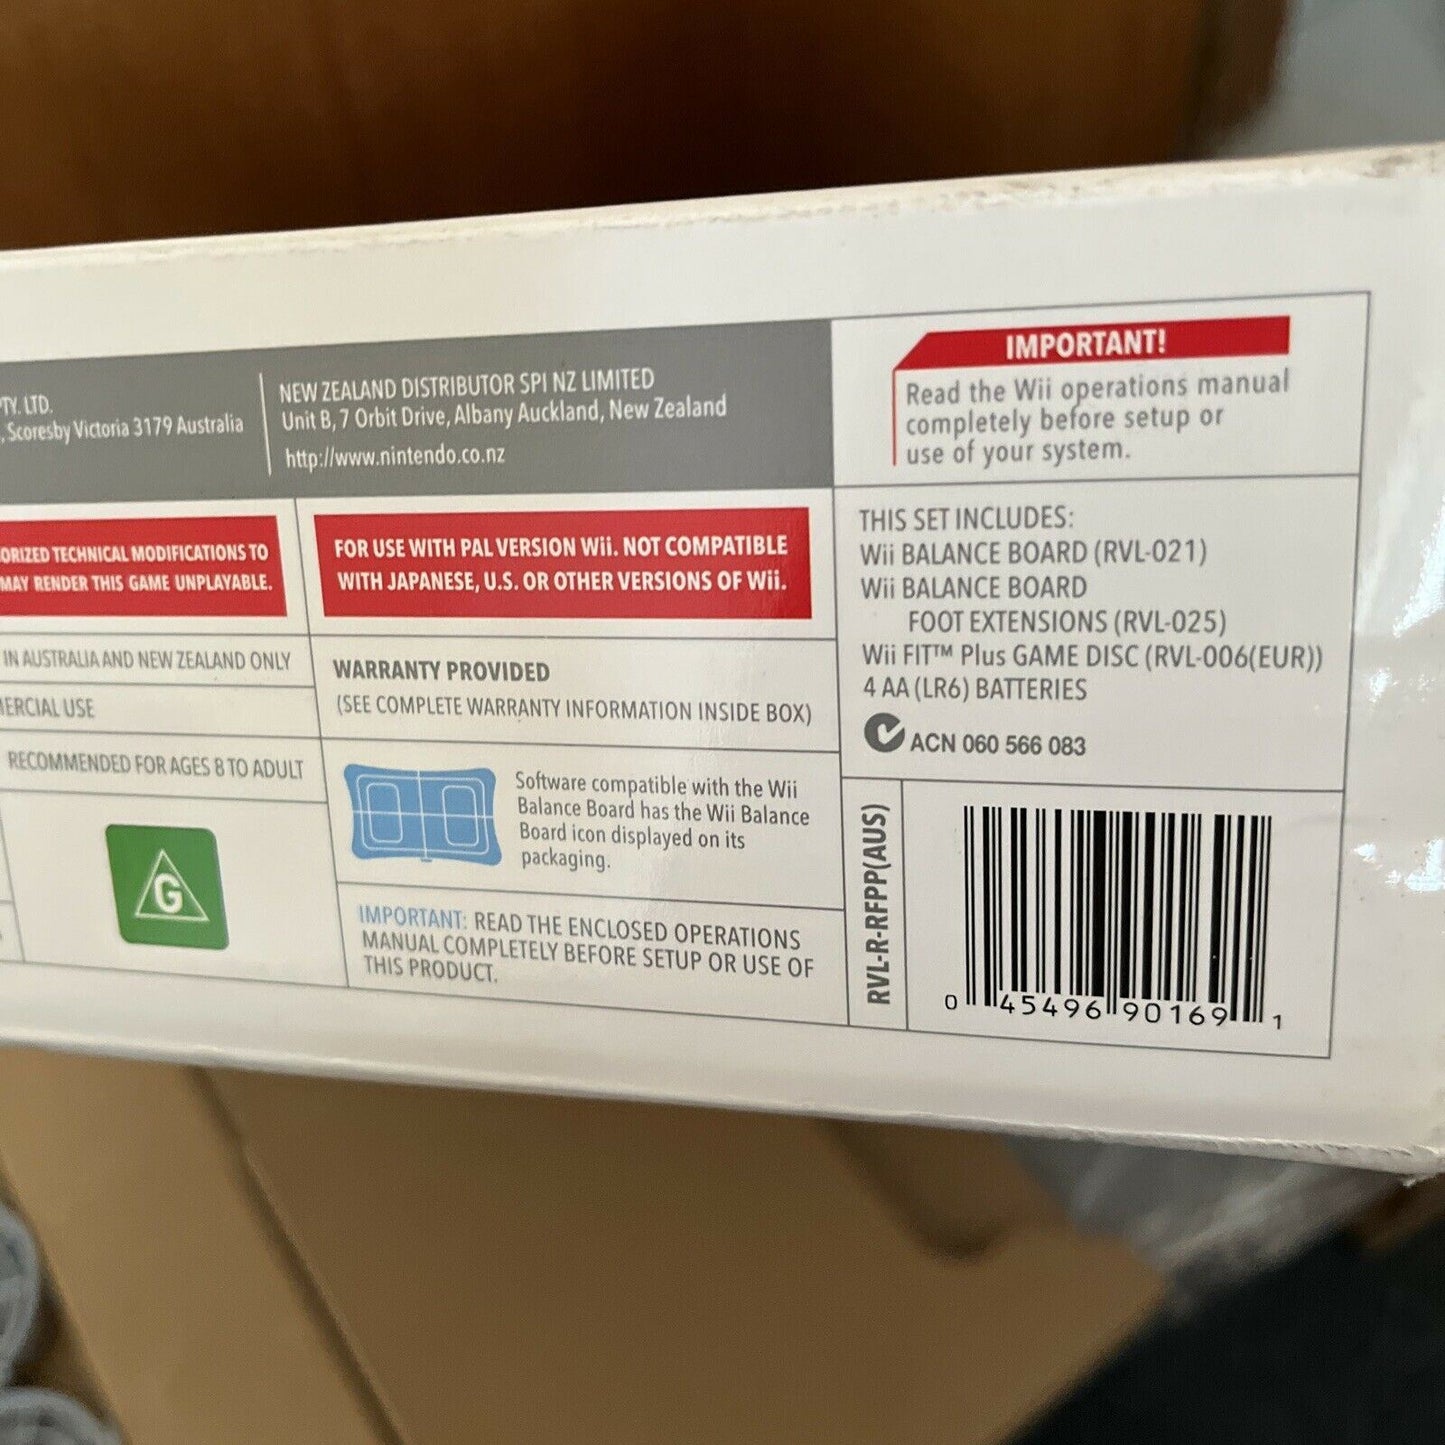 PTY. LTD.
, Scoresby Victoria 3179 Australia
NEW ZEALAND DISTRIBUTOR SPI NZ LIMITED
Unit B, 7 Orbit Drive, Albany Auckland, New Zealand
http://www.nintendo.co.nz
IMPORTANT!
Read the Wii operations manual
completely before setup or
use of your system.
ORIZED TECHNICAL MODIFICATIONS TO
MAY RENDER THIS GAME UNPLAYABLE.
FOR USE WITH PAL VERSION Wii. NOT COMPATIBLE
WITH JAPANESE, U.S. OR OTHER VERSIONS OF Wii.
IN AUSTRALIA AND NEW ZEALAND ONLY
MERCIAL USE
RECOMMENDED FOR AGES 8 TO ADULT
G
WARRANTY PROVIDED
(SEE COMPLETE WARRANTY INFORMATION INSIDE BOX)
Software compatible with the Wii
Balance Board has the Wii Balance
Board icon displayed on its
packaging.
IMPORTANT: READ THE ENCLOSED OPERATIONS
MANUAL COMPLETELY BEFORE SETUP OR USE OF
THIS PRODUCT.
THIS SET INCLUDES:
Wii BALANCE BOARD (RVL-021)
Wii BALANCE BOARD
FOOT EXTENSIONS (RVL-025)
Wii FIT™ Plus GAME DISC (RVL-006(EUR))
4 AA (LR6) BATTERIES
ACN 060 566 083
RVL-R-RFPP(AUS)
0 45496 90169 1